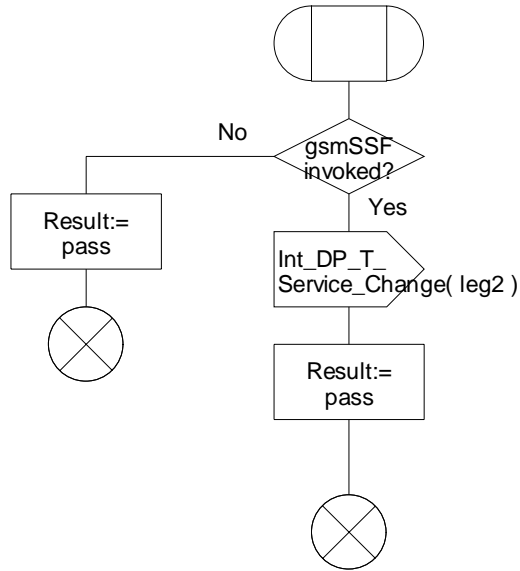 gsmSSF
invoked?
No
Yes
Result:=
pass
Int_DP_T_
Service_Change( leg2 )
Result:=
pass